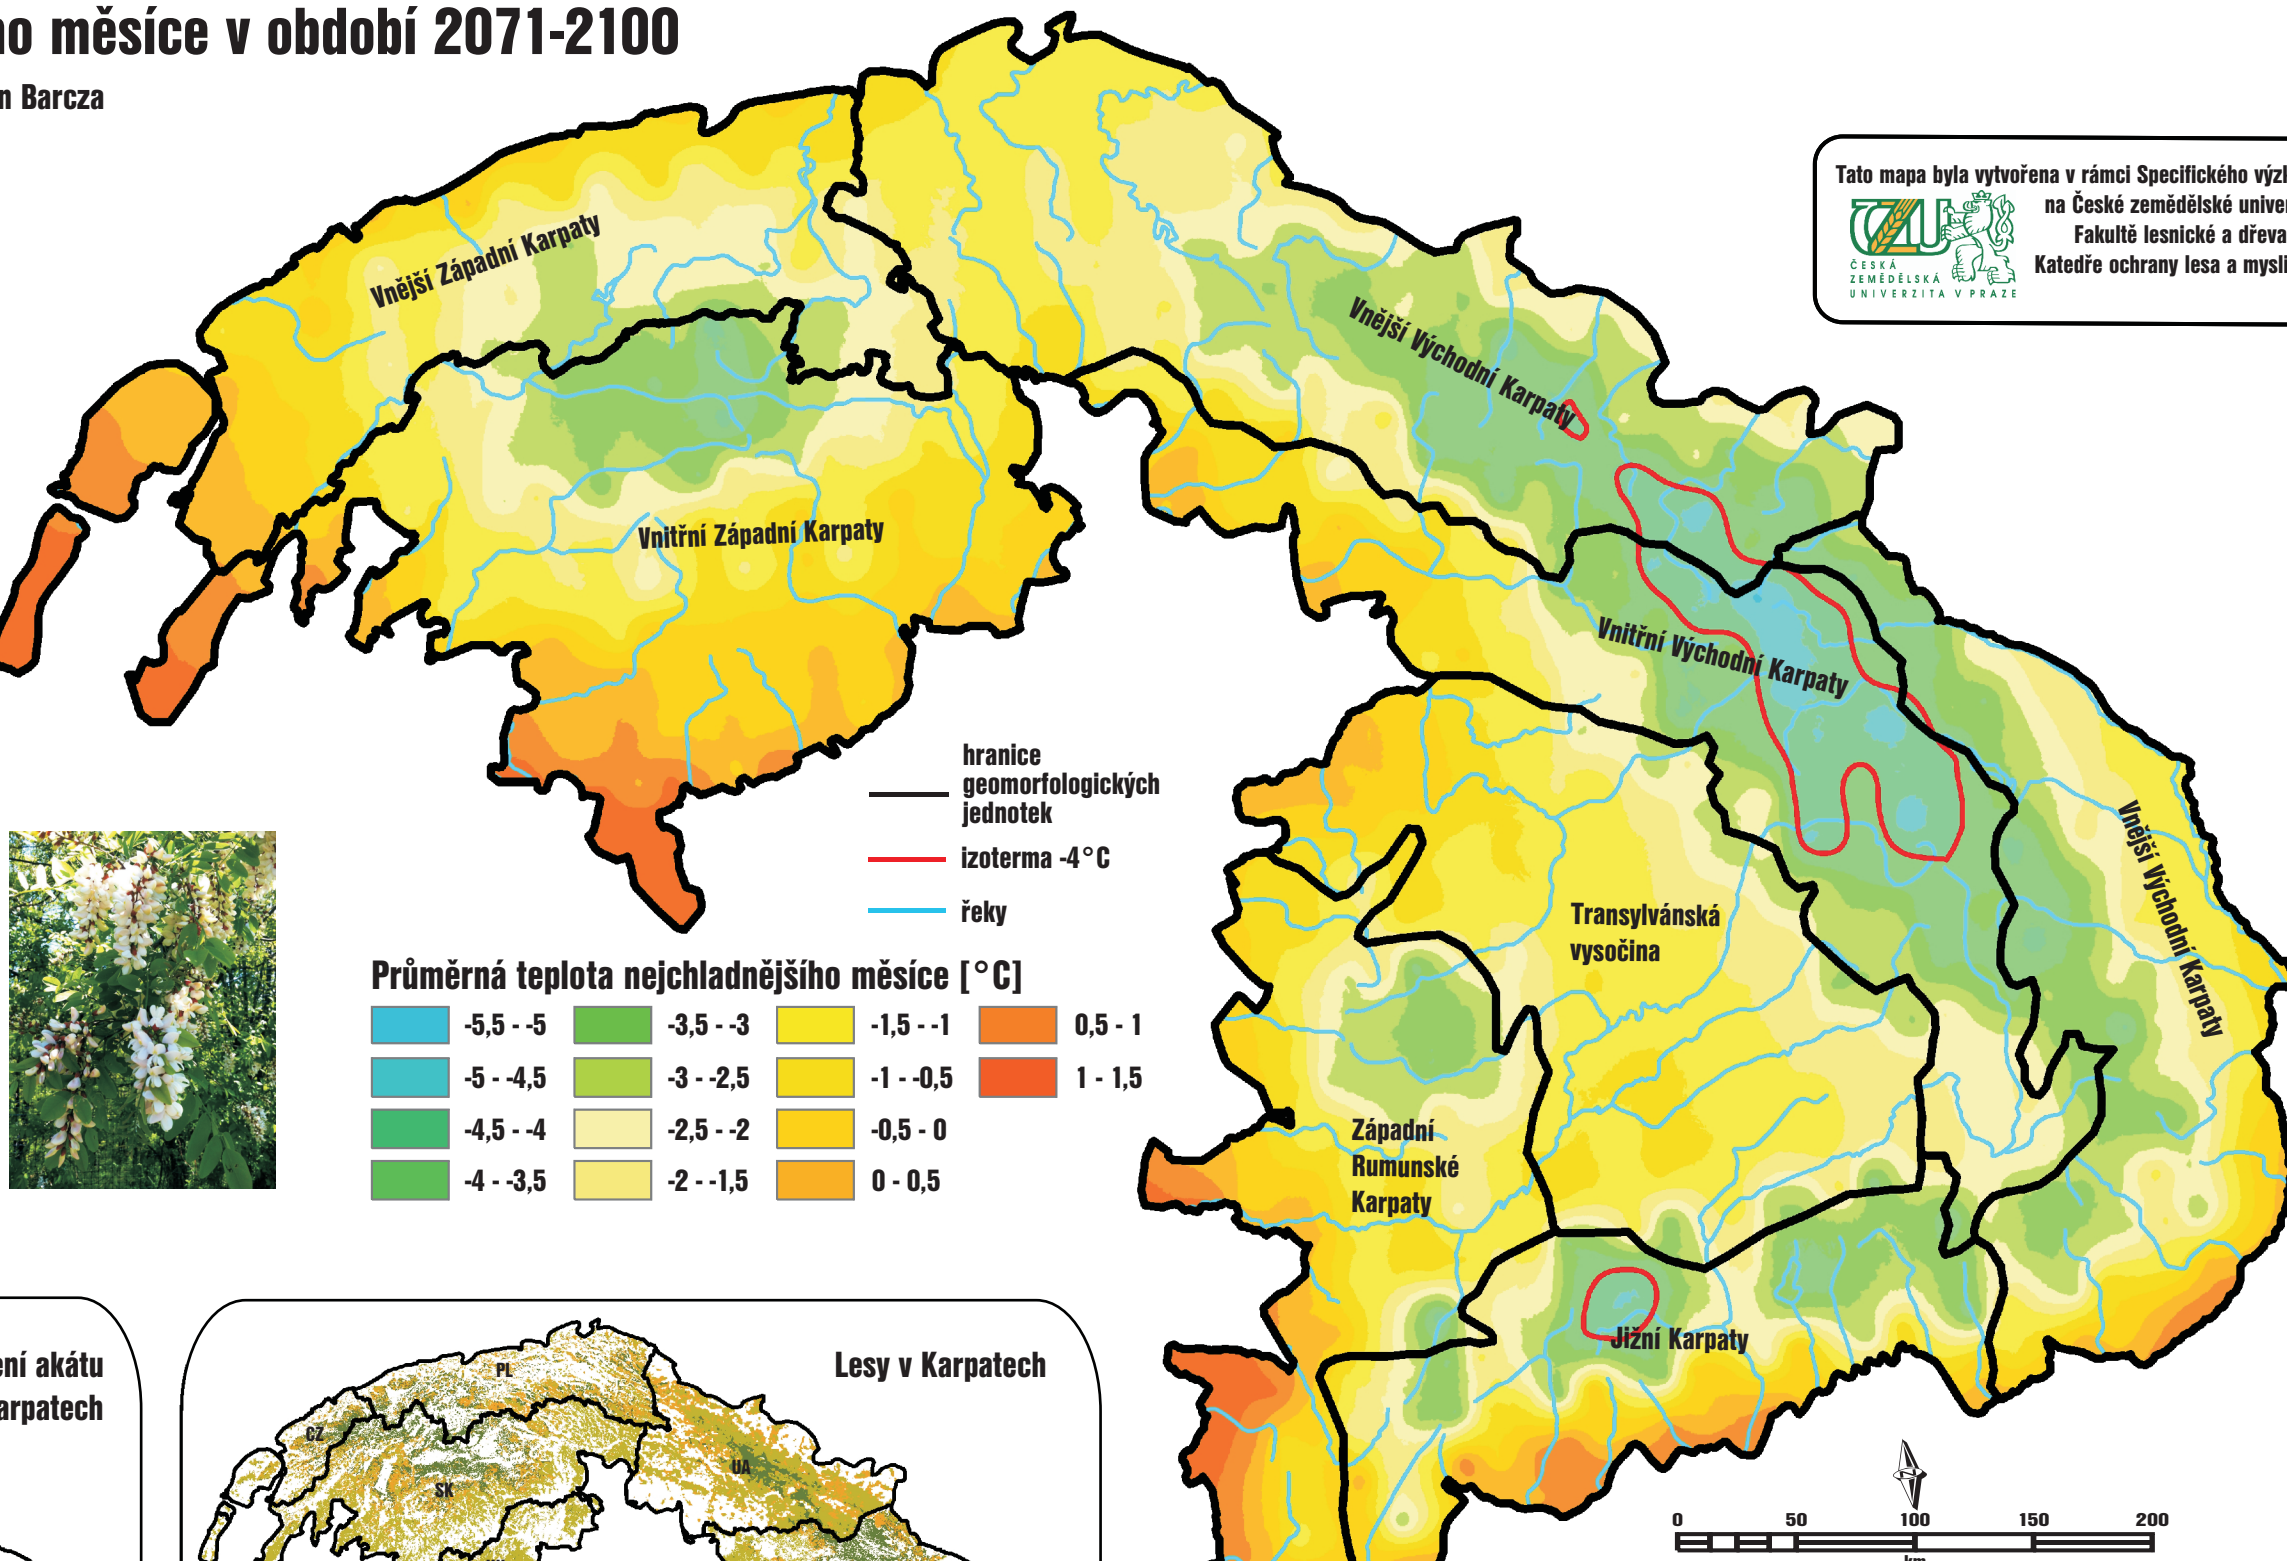 ho měsíce v období 2071-2100
n Barcza
Tato mapa byla vytvořena v rámci Specifického
na České zemědělské
Fakultě lesnické a
Katedře ochrany lesa a
ČZU
ČESKÁ
ZEMĚDĚLSKÁ
UNIVERZITA V PRAZE
Vnější Západní Karpaty
Vnitřní Západní Karpaty
Vnější Východní Karpaty
Vnitřní Východní Karpaty
Vnější Východní Karpaty
Transylvánská
vysočina
Západní
Rumunské
Karpaty
Jižní Karpaty
hranice
geomorfologických
jednotek
izoterma -4°C
řeky
Průměrná teplota nejchladnějšího měsíce [°C]
-5,5 - -5
-5 - -4,5
-4,5 - -4
-4 - -3,5
-3,5 - -3
-3 - -2,5
-2,5 - -2
-2 - -1,5
-1,5 - -1
-1 - -0,5
-0,5 - 0
0 - 0,5
0,5 - 1
1 - 1,5
ení akátu
arpatech
Lesy v Karpatech
PL
CZ
SK
UA
0 50 100 150 200
km